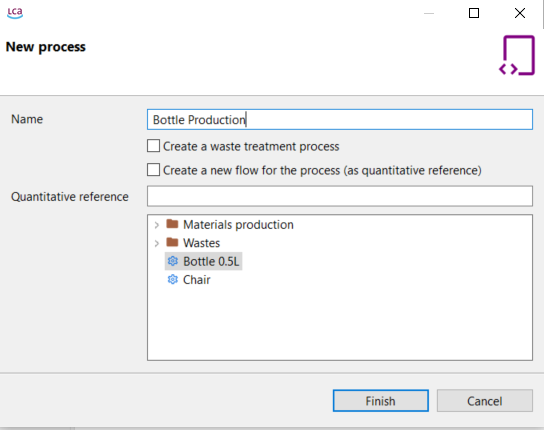 LCA
New process
Name
Bottle Production
Create a waste treatment process
Create a new flow for the process (as quantitative reference)
Quantitative reference
Materials production
Wastes
Bottle 0.5L
Chair
Finish
Cancel